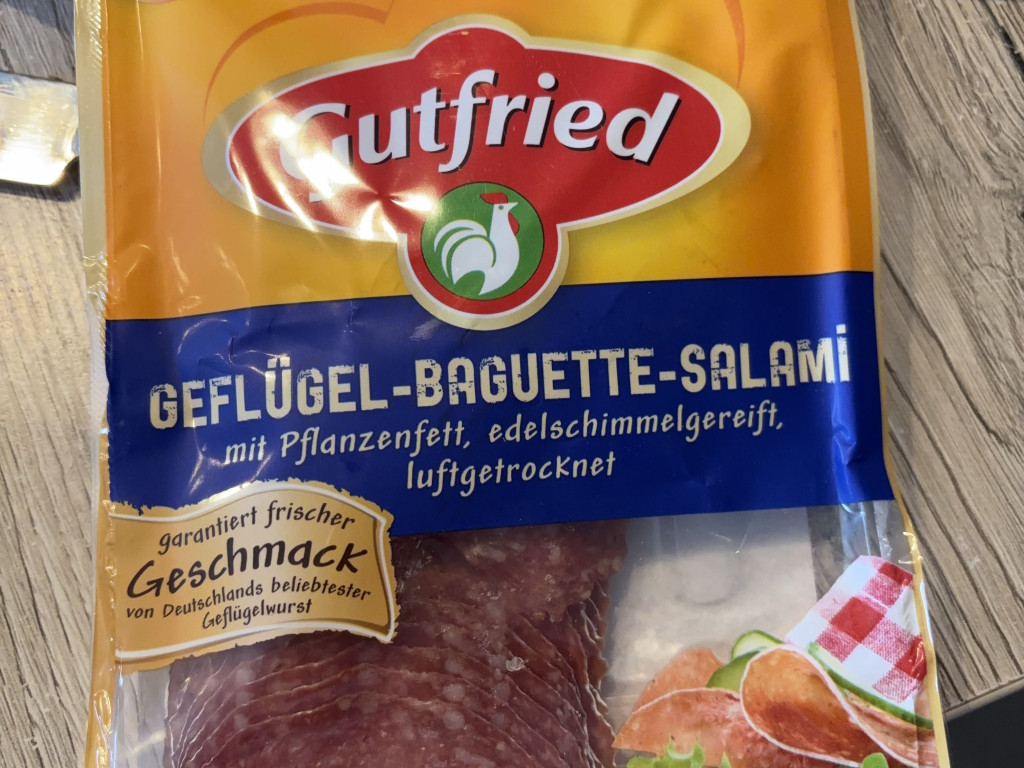 Gutfried
GEFLÜGEL-BAGUETTE-SALAMi
mit Pflanzenfett, edelschimmelgereift,
luftgetrocknet
garantiert frischer
Geschmack
von Deutschlands beliebtester
Geflügelwurst